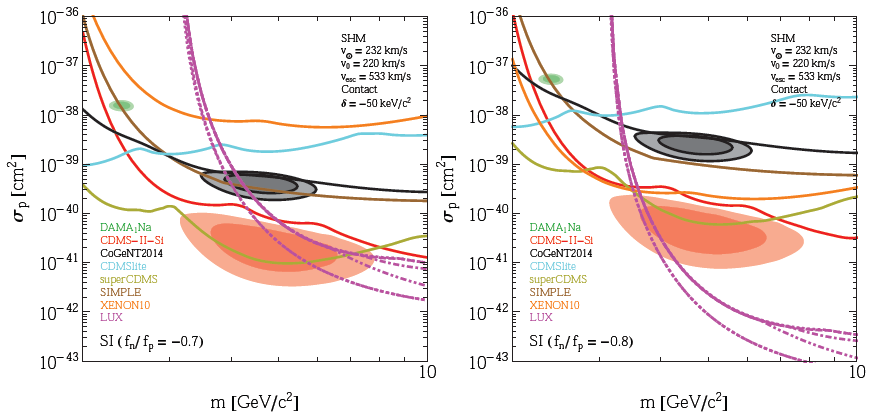 10⁻³⁶
10⁻³⁷
10⁻³⁸
10⁻³⁹
10⁻⁴⁰
10⁻⁴¹
10⁻⁴²
10⁻⁴³
σp [cm²]
SHM
v⊙ = 232 km/s
v₀ = 220 km/s
vesc = 533 km/s
Contact
δ = −50 keV/c²
DAMA¡Na
CDMS−II−Si
CoGeNT2014
CDMSlite
superCDMS
SIMPLE
XENON10
LUX
SI (fn/fp = −0.7)
10
m [GeV/c²]
10⁻³⁶
10⁻³⁷
10⁻³⁸
10⁻³⁹
10⁻⁴⁰
10⁻⁴¹
10⁻⁴²
10⁻⁴³
σp [cm²]
SHM
v⊙ = 232 km/s
v₀ = 220 km/s
vesc = 533 km/s
Contact
δ = −50 keV/c²
DAMA¡Na
CDMS−II−Si
CoGeNT2014
CDMSlite
superCDMS
SIMPLE
XENON10
LUX
SI (fn/fp = −0.8)
10
m [GeV/c²]